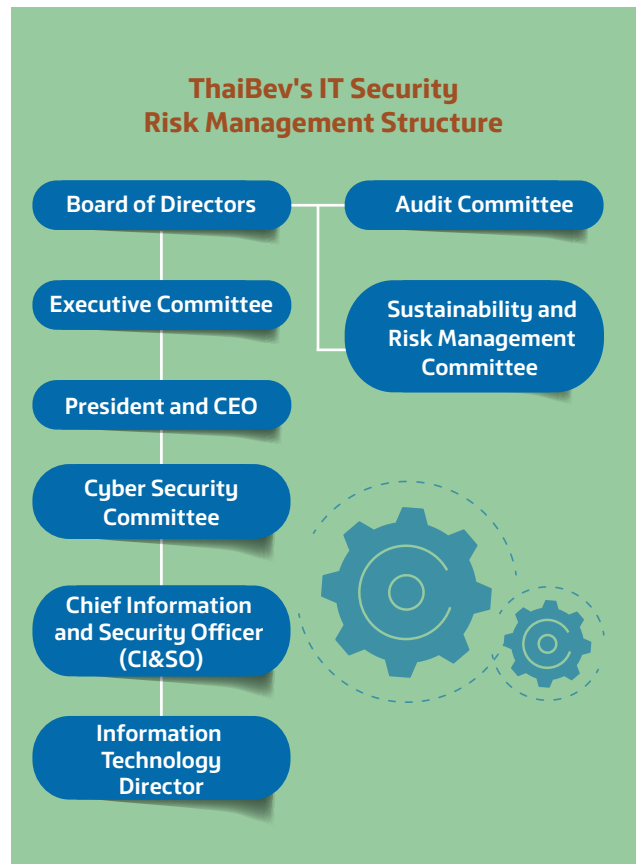 ThaiBev's IT Security
Risk Management Structure
Board of Directors
Audit Committee
Executive Committee
Sustainability and
Risk Management
Committee
President and CEO
Cyber Security
Committee
Chief Information
and Security Officer
(CI&SO)
Information
Technology
Director